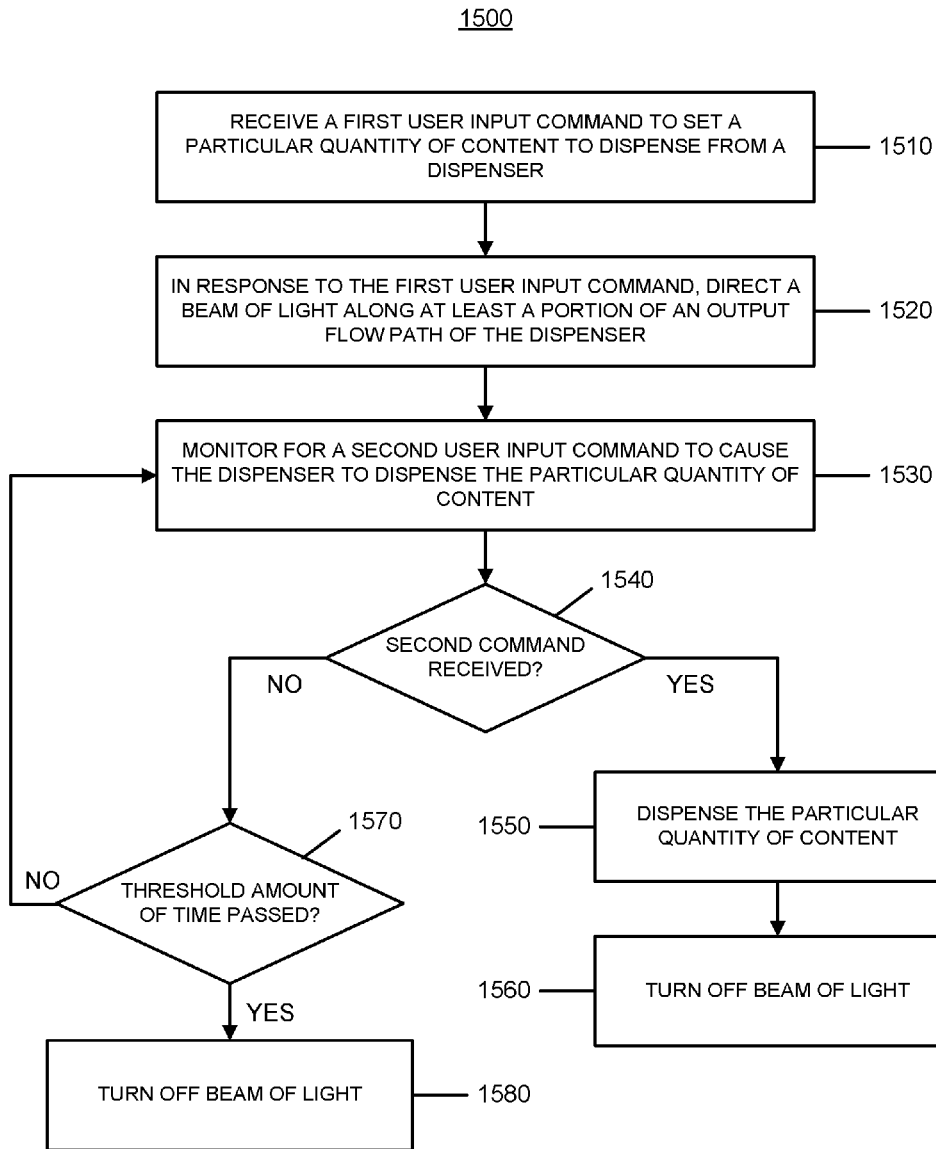 1500
RECEIVE A FIRST USER INPUT COMMAND TO SET A
PARTICULAR QUANTITY OF CONTENT TO DISPENSE FROM A
DISPENSER
1510
IN RESPONSE TO THE FIRST USER INPUT COMMAND, DIRECT A
BEAM OF LIGHT ALONG AT LEAST A PORTION OF AN OUTPUT
FLOW PATH OF THE DISPENSER
1520
MONITOR FOR A SECOND USER INPUT COMMAND TO CAUSE
THE DISPENSER TO DISPENSE THE PARTICULAR QUANTITY OF
CONTENT
1530
1540
SECOND COMMAND
RECEIVED?
NO
YES
1550
DISPENSE THE PARTICULAR
QUANTITY OF CONTENT
1570
NO
THRESHOLD AMOUNT
OF TIME PASSED?
1560
TURN OFF BEAM OF LIGHT
YES
TURN OFF BEAM OF LIGHT
1580